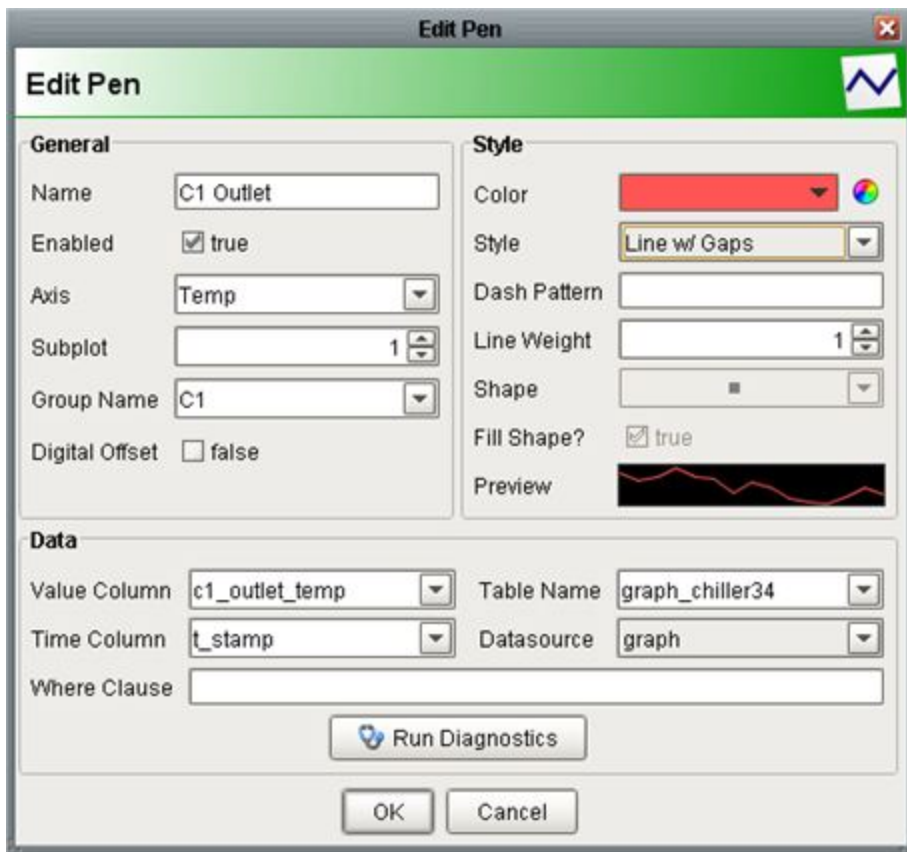 Edit Pen
Edit Pen
General
Name C1 Outlet
Enabled true
Axis Temp
Subplot 1
Group Name C1
Digital Offset false
Style
Color
Style Line w/ Gaps
Dash Pattern
Line Weight 1
Shape
Fill Shape? true
Preview
Data
Value Column c1_outlet_temp Table Name graph_chiller34
Time Column t_stamp Datasource graph
Where Clause
Run Diagnostics
OK Cancel